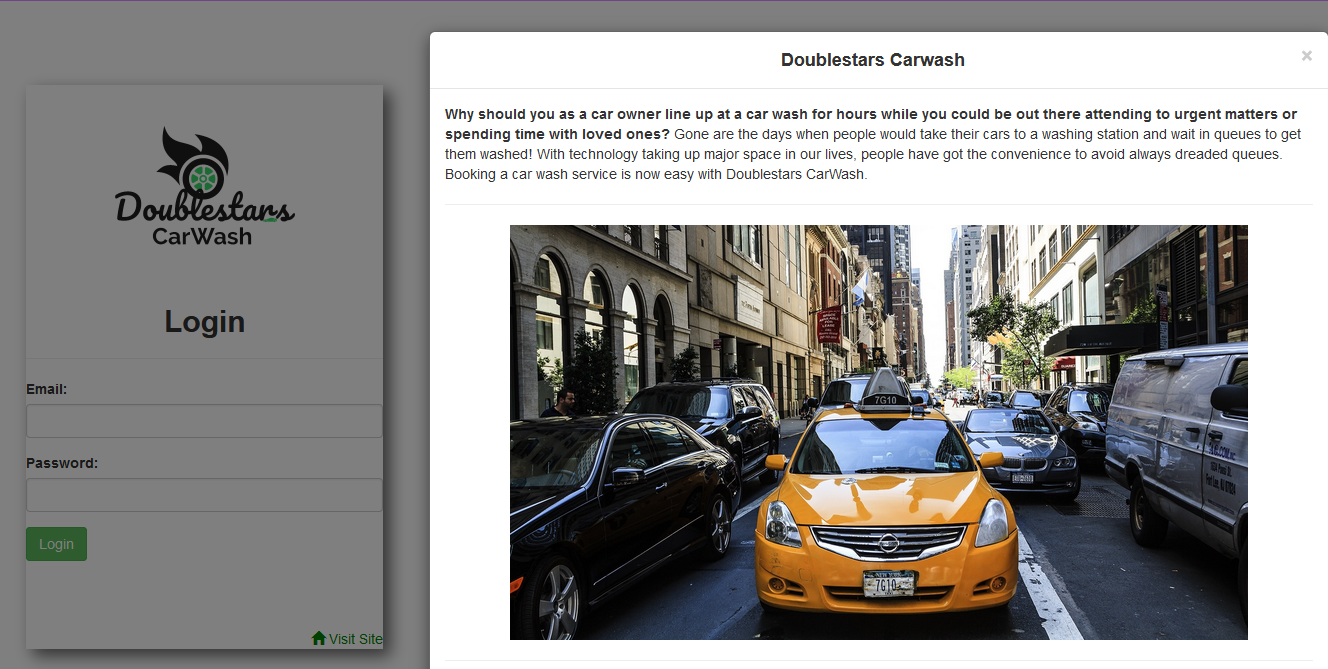 Doublestars
CarWash
Login
Email:
Password:
Login
Visit Site
Doublestars Carwash
×
Why should you as a car owner line up at a car wash for hours while you could be out there attending to urgent matters or
spending time with loved ones? Gone are the days when people would take their cars to a washing station and wait in queues to get
them washed! With technology taking up major space in our lives, people have got the convenience to avoid always dreaded queues.
Booking a car wash service is now easy with Doublestars CarWash.
7G10
NEW YORK
7G10